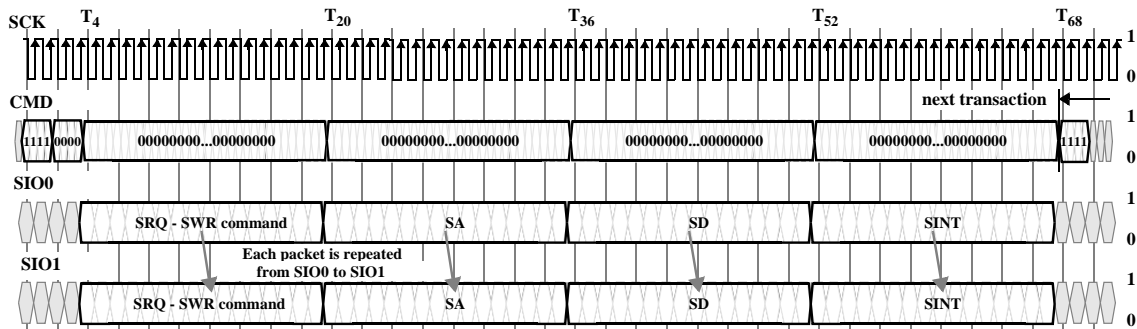 SCK T4 T20 T36 T52 T68
1
0
CMD next transaction
1
1111 0000 00000000...00000000 00000000...00000000 00000000...00000000 00000000...00000000 1111
0
SIO0
1
SRQ - SWR command SA SD SINT
0
Each packet is repeated
from SIO0 to SIO1
SIO1
1
SRQ - SWR command SA SD SINT
0